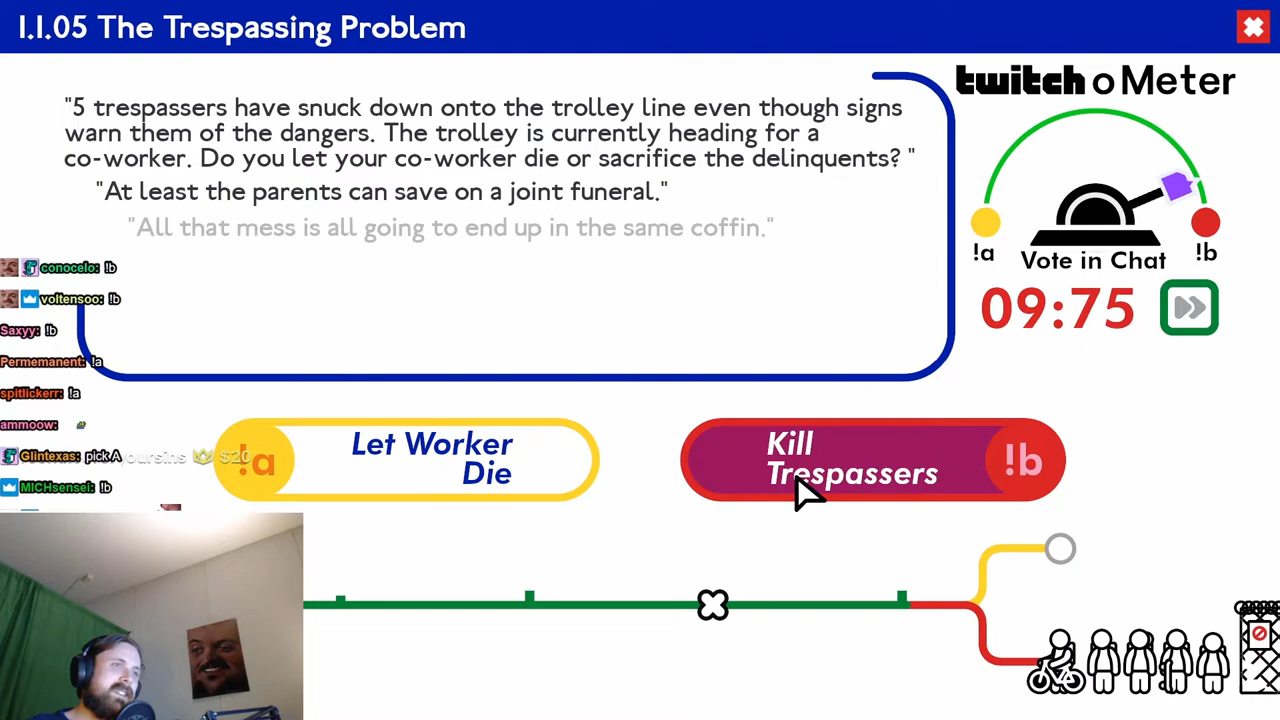 1.1.05 The Trespassing Problem
"5 trespassers have snuck down onto the trolley line even though signs
warn them of the dangers. The trolley is currently heading for a
co-worker. Do you let your co-worker die or sacrifice the delinquents? "
"At least the parents can save on a joint funeral."
"All that mess is all going to end up in the same coffin."
twitch o Meter
!a
!b
Vote in Chat
09:75
conocelo: !b
voltensoo: !b
Saxyy: !b
Permemanent: !a
spitlickerr: !a
ammoow:
Glintexas: pick A
yoursins $20
MICHsensei: !b
!a
Let Worker
Die
Kill
Trespassers
!b